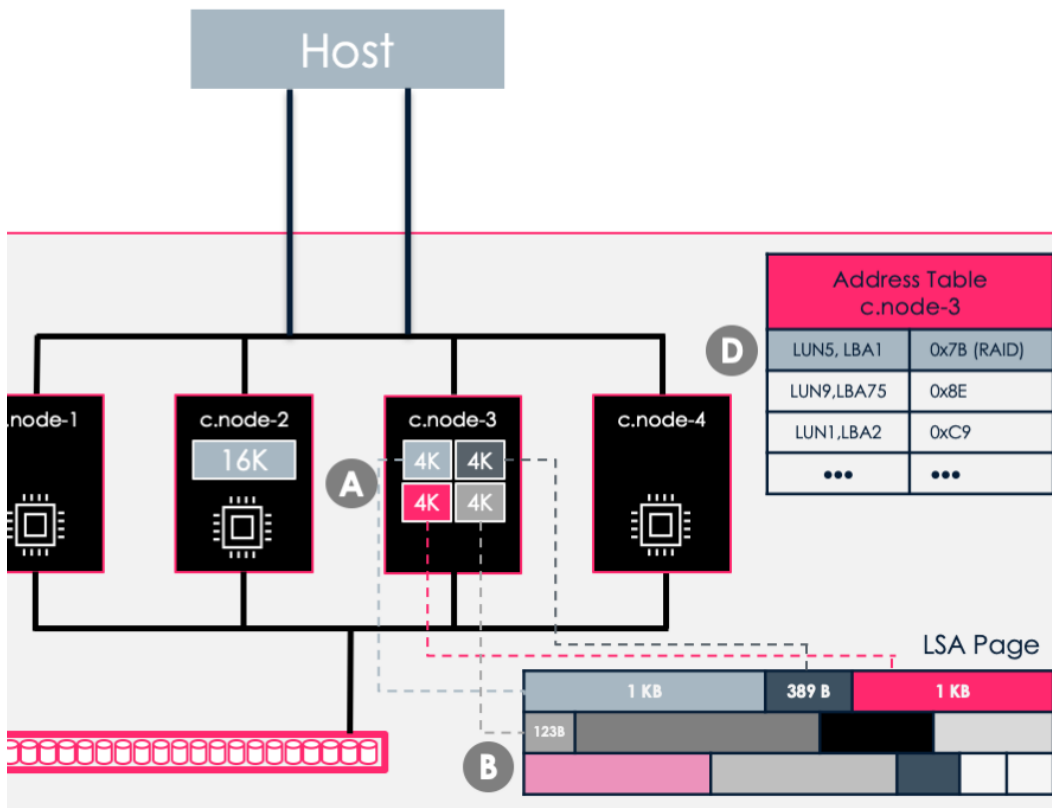 Host
Address Table
c.node-3
D
LUN5, LBA1 0x7B (RAID)
LUN9,LBA75 0x8E
LUN1,LBA2 0xC9
••• •••
.node-1 c.node-2 c.node-3 c.node-4
16K
4K 4K
A
4K 4K
LSA Page
1 KB 389 B 1 KB
123B
B